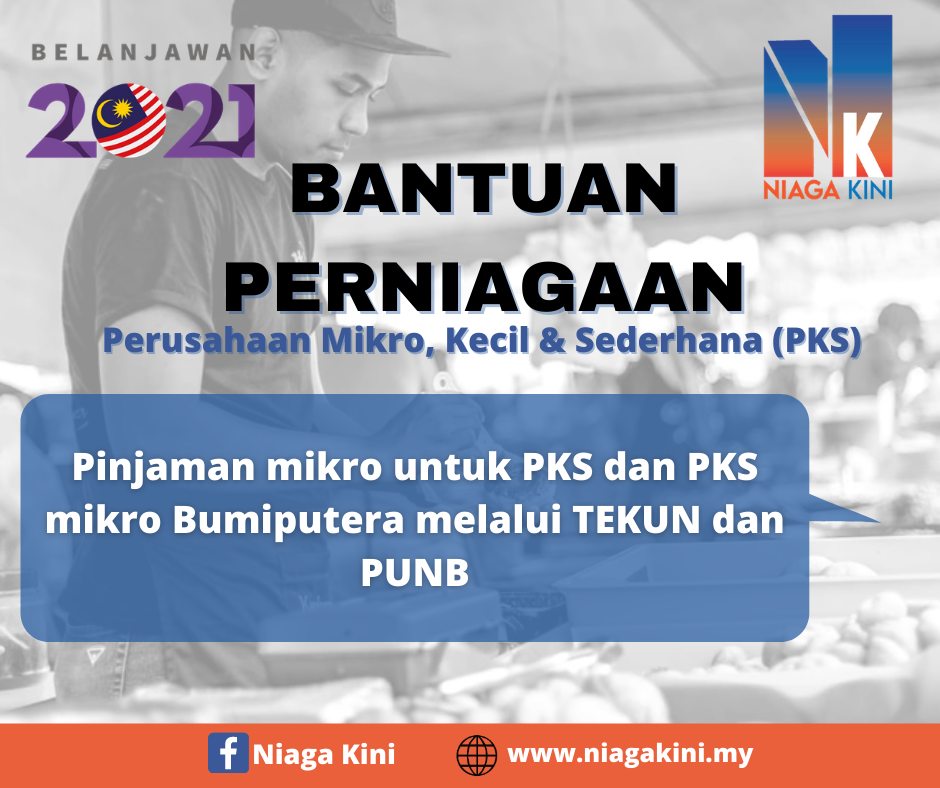 BELANJAWAN
2021
NK
NIAGA KINI
BANTUAN
PERNIAGAAN
Perusahaan Mikro, Kecil & Sederhana (PKS)
Pinjaman mikro untuk PKS dan PKS
mikro Bumiputera melalui TEKUN dan
PUNB
Niaga Kini
www.niagakini.my